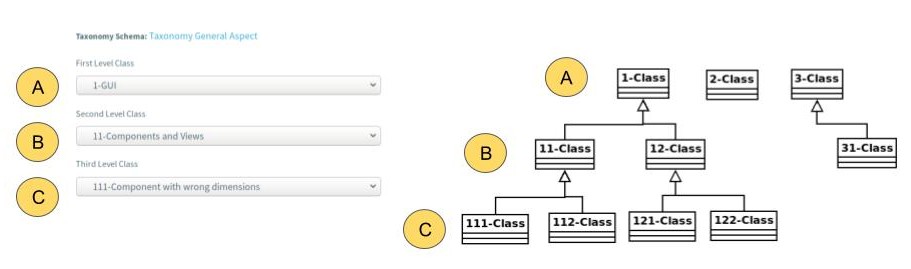 Taxonomy Schema: Taxonomy General Aspect
First Level Class
A
1-GUI
Second Level Class
B
11-Components and Views
Third Level Class
C
111-Component with wrong dimensions
A
1-Class
2-Class
3-Class
B
11-Class
12-Class
31-Class
C
111-Class
112-Class
121-Class
122-Class